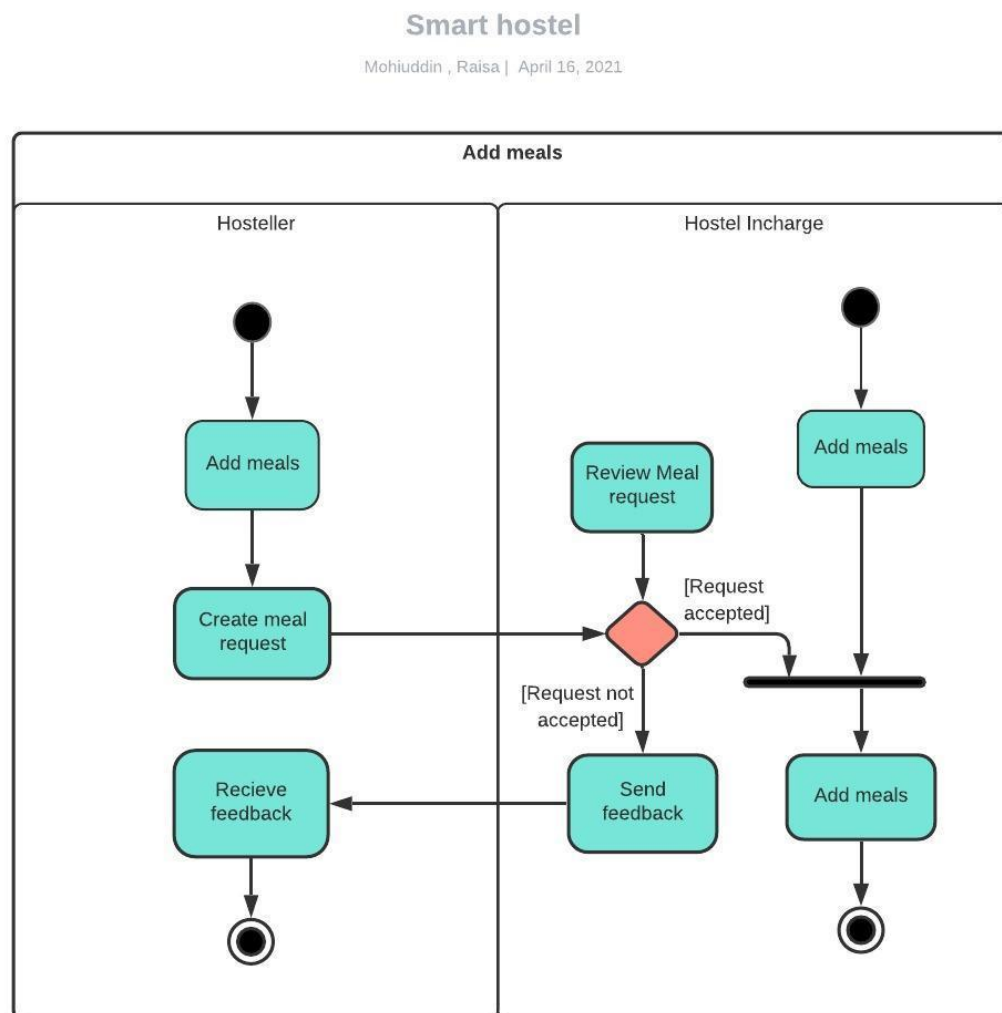 Smart hostel
Mohiuddin , Raisa | April 16, 2021
Add meals
Hosteller
Hostel Incharge
Add meals
Create meal
request
Recieve
feedback
Review Meal
request
[Request
accepted]
[Request not
accepted]
Send
feedback
Add meals
Add meals